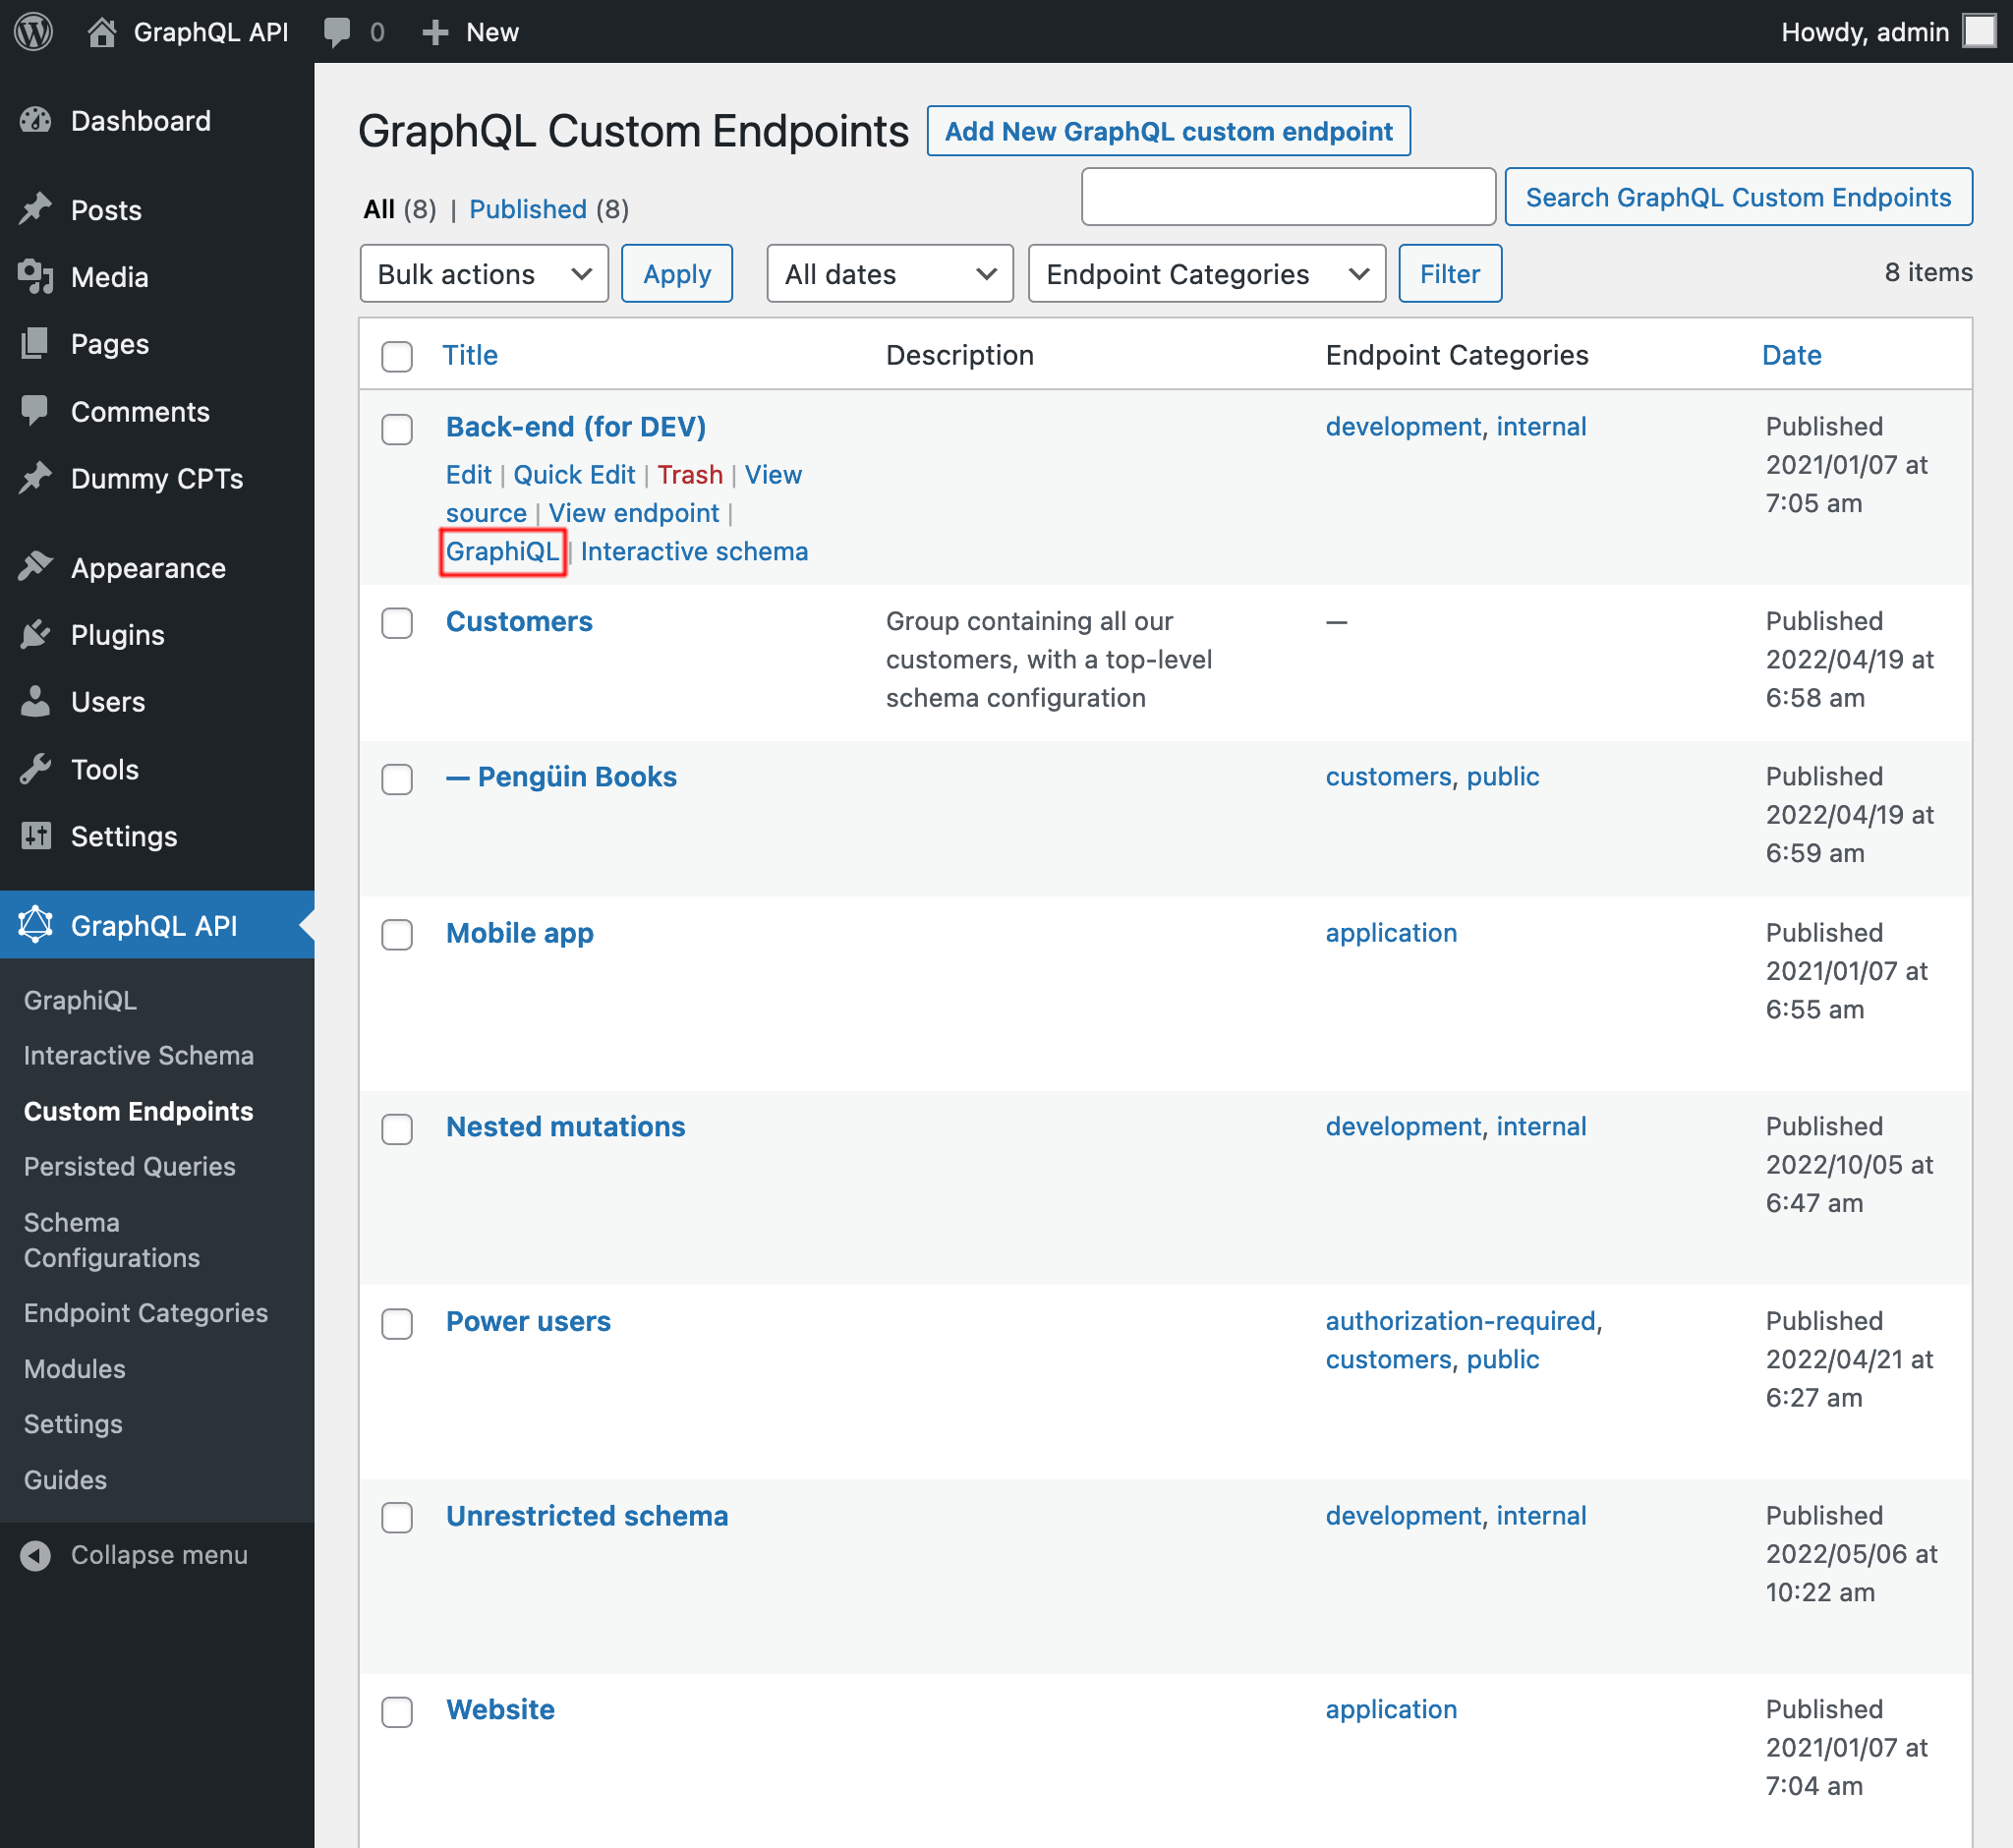 GraphQL API 0 New Howdy, admin
Dashboard
Posts
Media
Pages
Comments
Dummy CPTs
Appearance
Plugins
Users
Tools
Settings
GraphQL API
GraphiQL
Interactive Schema
Custom Endpoints
Persisted Queries
Schema
Configurations
Endpoint Categories
Modules
Settings
Guides
Collapse menu
GraphQL Custom Endpoints Add New GraphQL custom endpoint
All (8) | Published (8) Search GraphQL Custom Endpoints
Bulk actions Apply All dates Endpoint Categories Filter 8 items
Title Description Endpoint Categories Date
Back-end (for DEV) development, internal Published
Edit | Quick Edit | Trash | View 2021/01/07 at
source | View endpoint | 7:05 am
GraphiQL | Interactive schema
Customers Group containing all our — Published
customers, with a top-level 2022/04/19 at
schema configuration 6:58 am
— Pengüin Books customers, public Published
2022/04/19 at
6:59 am
Mobile app application Published
2021/01/07 at
6:55 am
Nested mutations development, internal Published
2022/10/05 at
6:47 am
Power users authorization-required, Published
customers, public 2022/04/21 at
6:27 am
Unrestricted schema development, internal Published
2022/05/06 at
10:22 am
Website application Published
2021/01/07 at
7:04 am